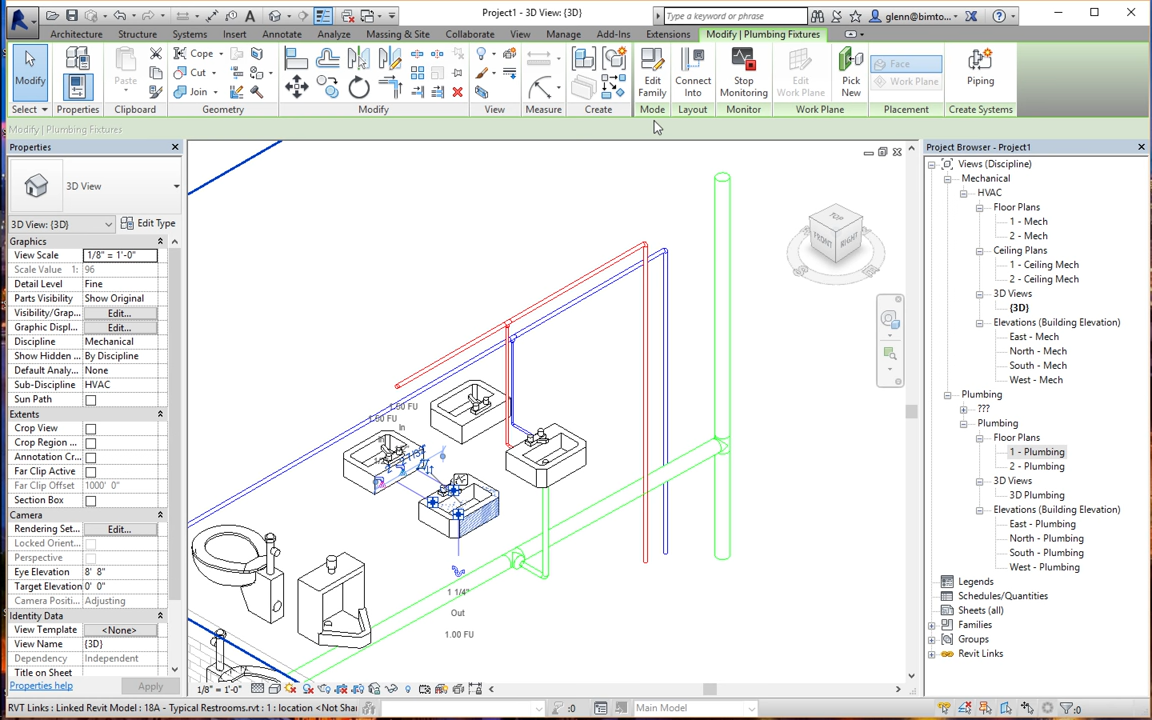 Project1 - 3D View: {3D}
Type a keyword or phrase
glenn@bimto...
Architecture Structure Systems Insert Annotate Analyze Massing & Site Collaborate View Manage Add-Ins Extensions Modify | Plumbing Fixtures
Modify
Properties
Paste
Cope
Cut
Join
Edit Family
Connect Into
Stop Monitoring
Edit Work Plane
Pick New
Face
Work Plane
Piping
Select
Properties
Clipboard
Geometry
Modify
View
Measure
Create
Mode
Layout
Monitor
Work Plane
Placement
Create Systems
Modify | Plumbing Fixtures
Properties
3D View
3D View: {3D}
Edit Type
Graphics
View Scale 1/8" = 1'-0"
Scale Value 1: 96
Detail Level Fine
Parts Visibility Show Original
Visibility/Grap... Edit...
Graphic Displ... Edit...
Discipline Mechanical
Show Hidden ... By Discipline
Default Analy... None
Sub-Discipline HVAC
Sun Path
Extents
Crop View
Crop Region ...
Annotation Cr...
Far Clip Active
Far Clip Offset 1000' 0"
Section Box
Camera
Rendering Set... Edit...
Locked Orient...
Perspective
Eye Elevation 8' 8"
Target Elevation 0' 0"
Camera Positi... Adjusting
Identity Data
View Template <None>
View Name {3D}
Dependency Independent
Title on Sheet
Properties help
Apply
TOP
FRONT
RIGHT
1.00 FU
1.00 FU
In
1 1/4"
Out
1.00 FU
1/8" = 1'-0"
Project Browser - Project1
Views (Discipline)
Mechanical
HVAC
Floor Plans
1 - Mech
2 - Mech
Ceiling Plans
1 - Ceiling Mech
2 - Ceiling Mech
3D Views
{3D}
Elevations (Building Elevation)
East - Mech
North - Mech
South - Mech
West - Mech
Plumbing
???
Plumbing
Floor Plans
1 - Plumbing
2 - Plumbing
3D Views
3D Plumbing
Elevations (Building Elevation)
East - Plumbing
North - Plumbing
South - Plumbing
West - Plumbing
Legends
Schedules/Quantities
Sheets (all)
Families
Groups
Revit Links
RVT Links : Linked Revit Model : 18A - Typical Restrooms.rvt : 1 : location <Not Shar
:0
Main Model
:0